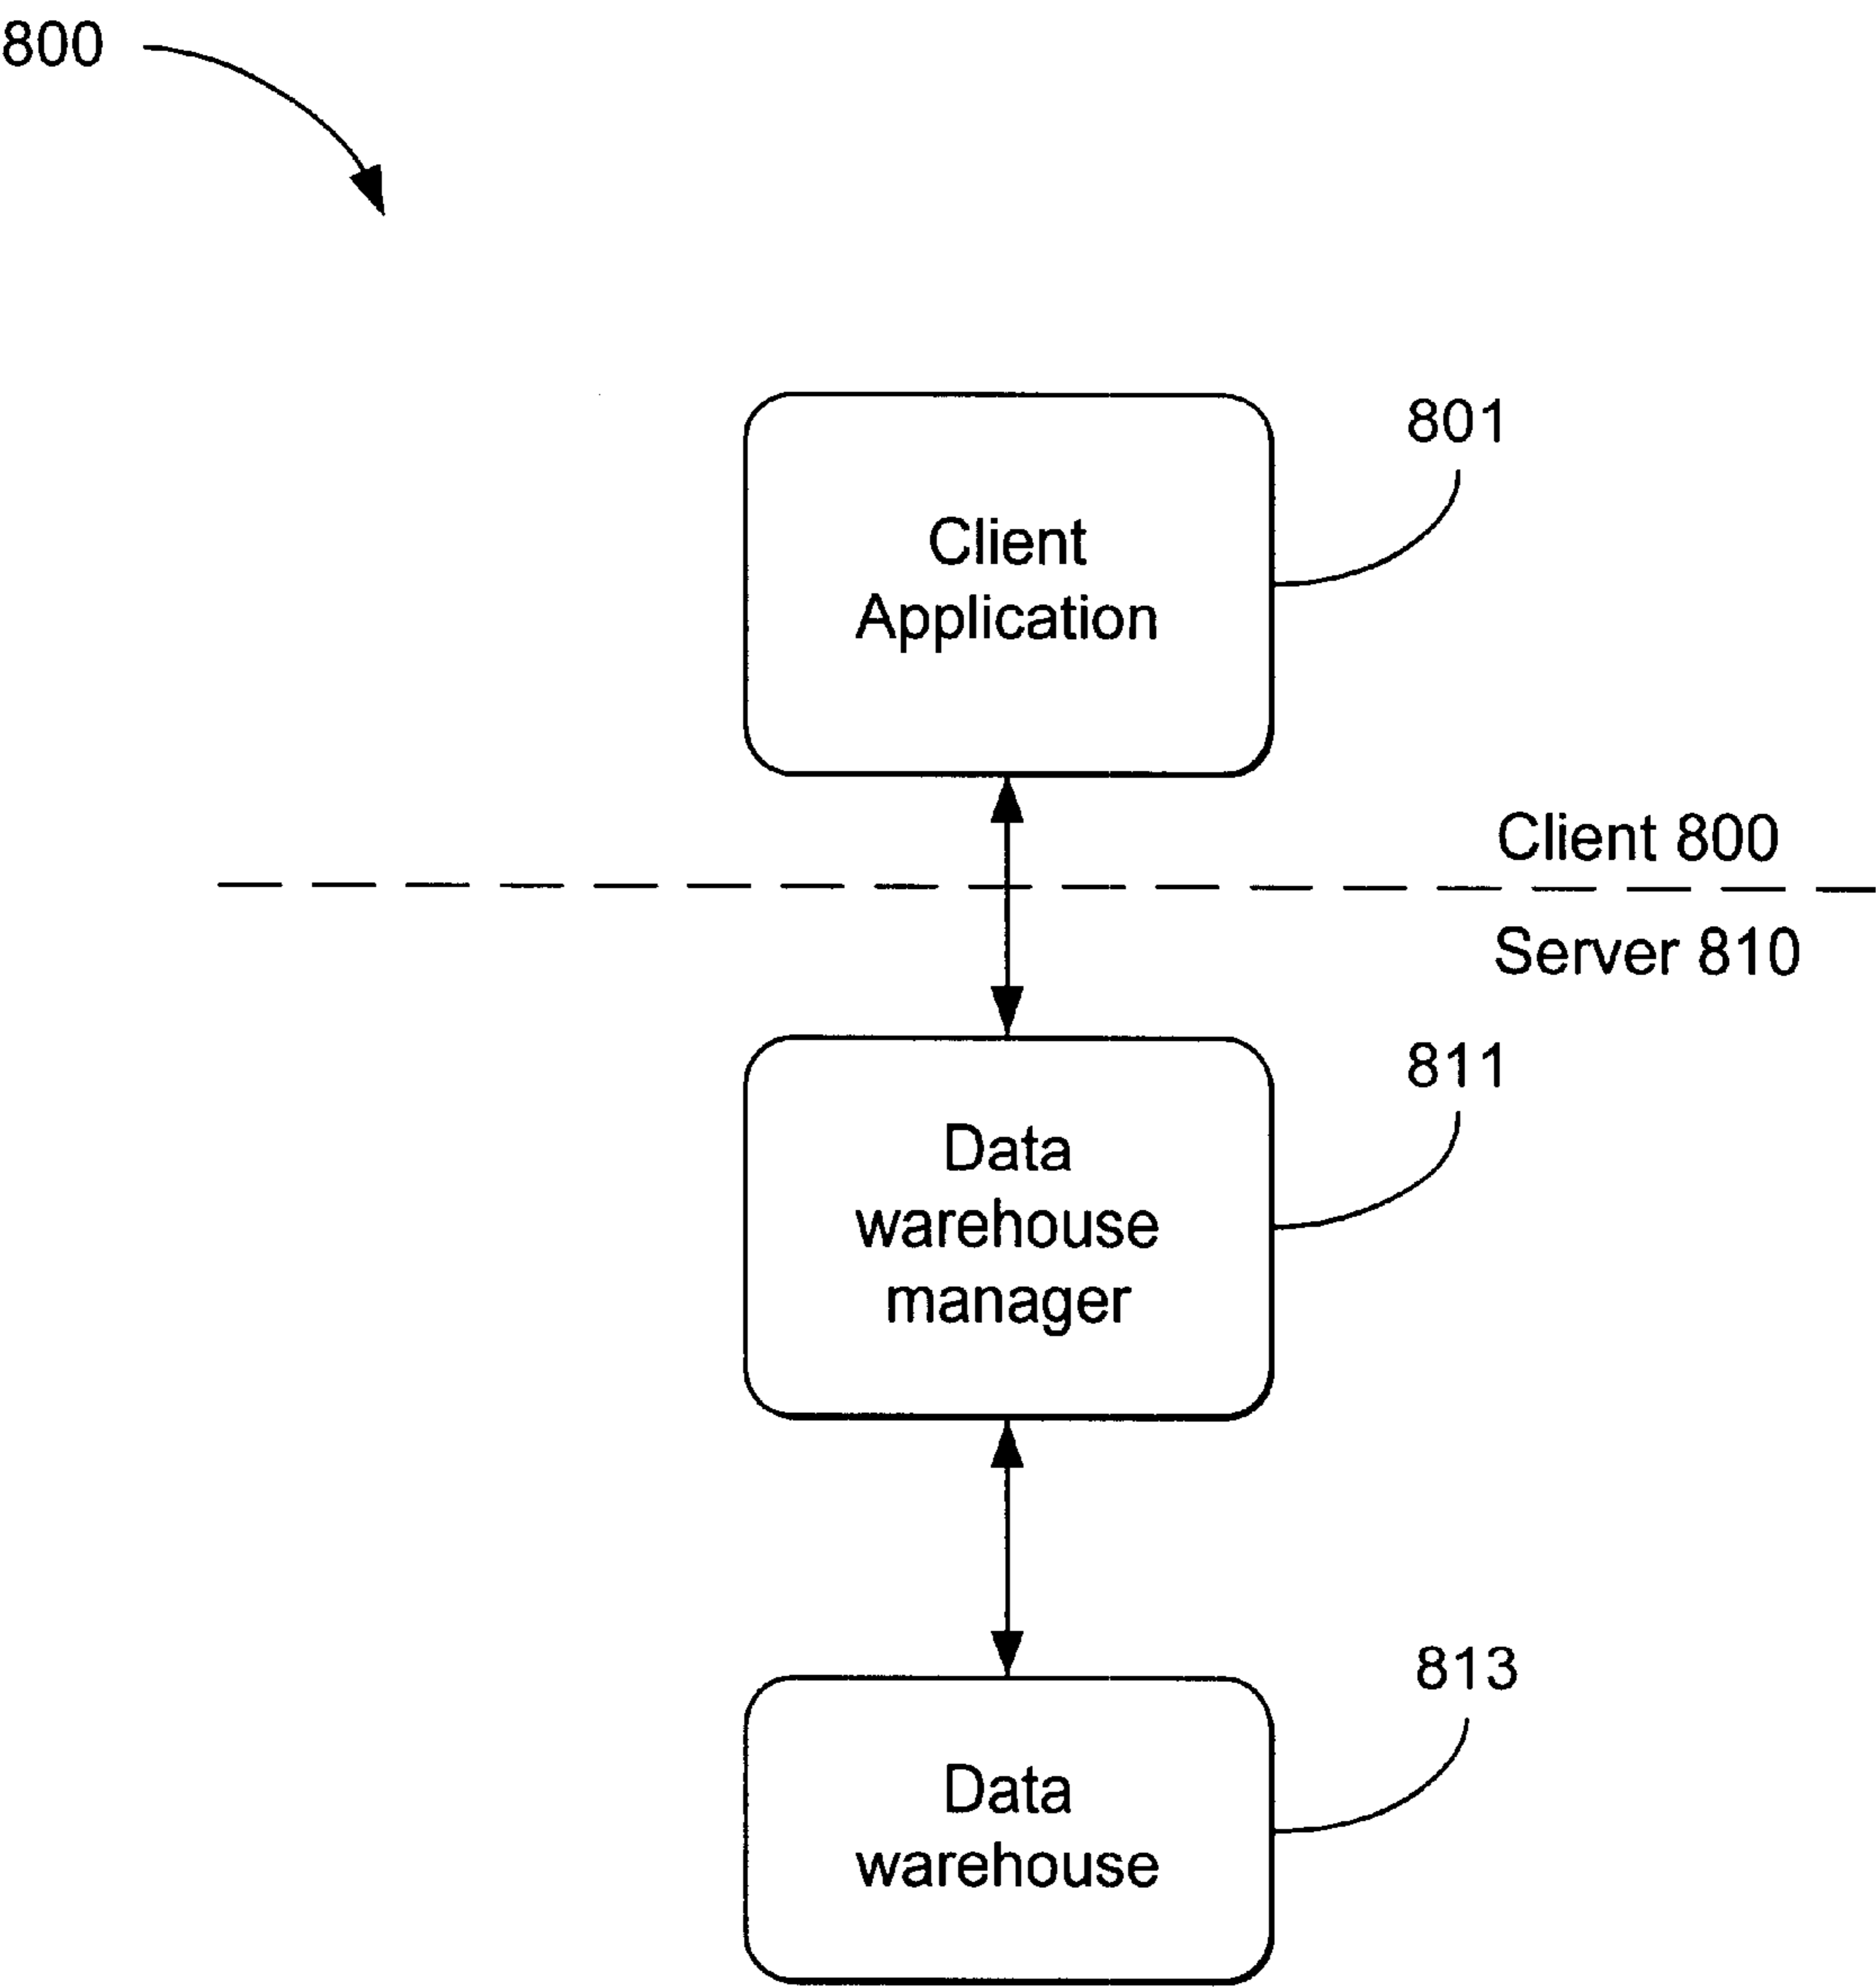 800
801
Client
Application
Client 800
Server 810
811
Data
warehouse
manager
813
Data
warehouse